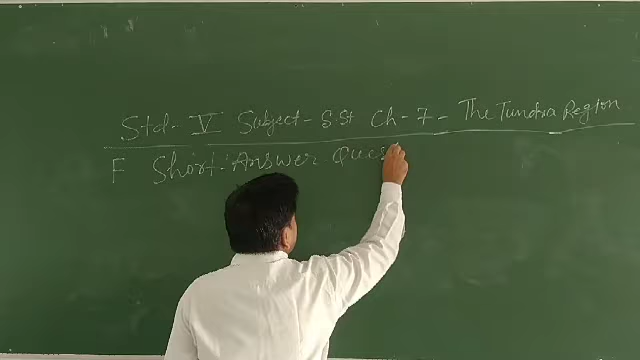 Std- V Subject- S.St Ch-7- The Tundra Region
F Short Answer Ques